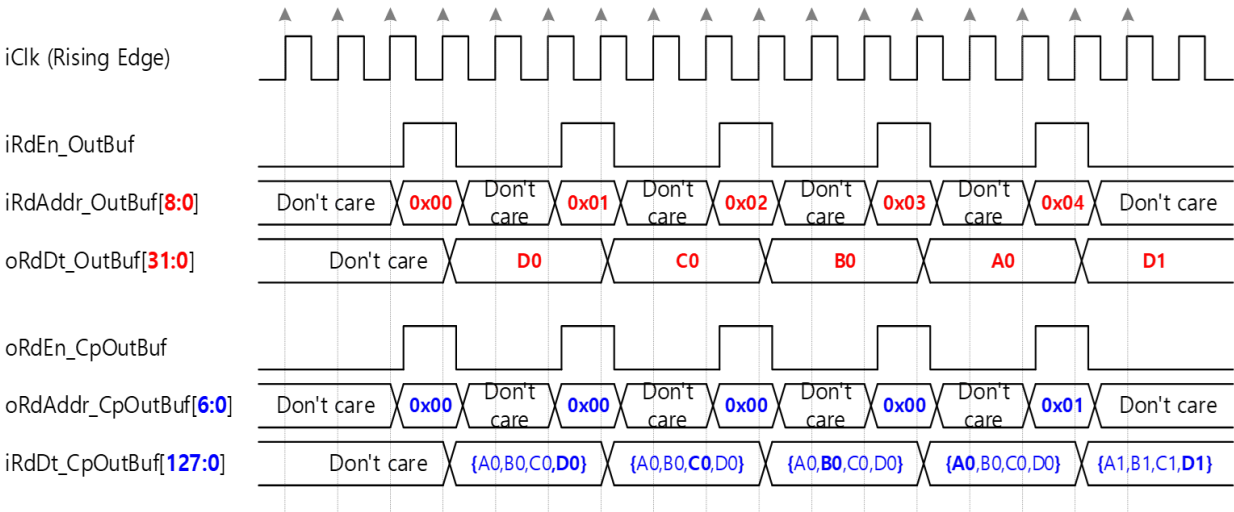 iClk (Rising Edge)
iRdEn_OutBuf
iRdAddr_OutBuf[8:0] Don't care 0x00 Don't care 0x01 Don't care 0x02 Don't care 0x03 Don't care 0x04 Don't care
oRdDt_OutBuf[31:0] Don't care D0 C0 B0 A0 D1
oRdEn_CpOutBuf
oRdAddr_CpOutBuf[6:0] Don't care 0x00 Don't care 0x00 Don't care 0x00 Don't care 0x00 Don't care 0x01 Don't care
iRdDt_CpOutBuf[127:0] Don't care {A0,B0,C0,D0} {A0,B0,C0,D0} {A0,B0,C0,D0} {A0,B0,C0,D0} {A1,B1,C1,D1}